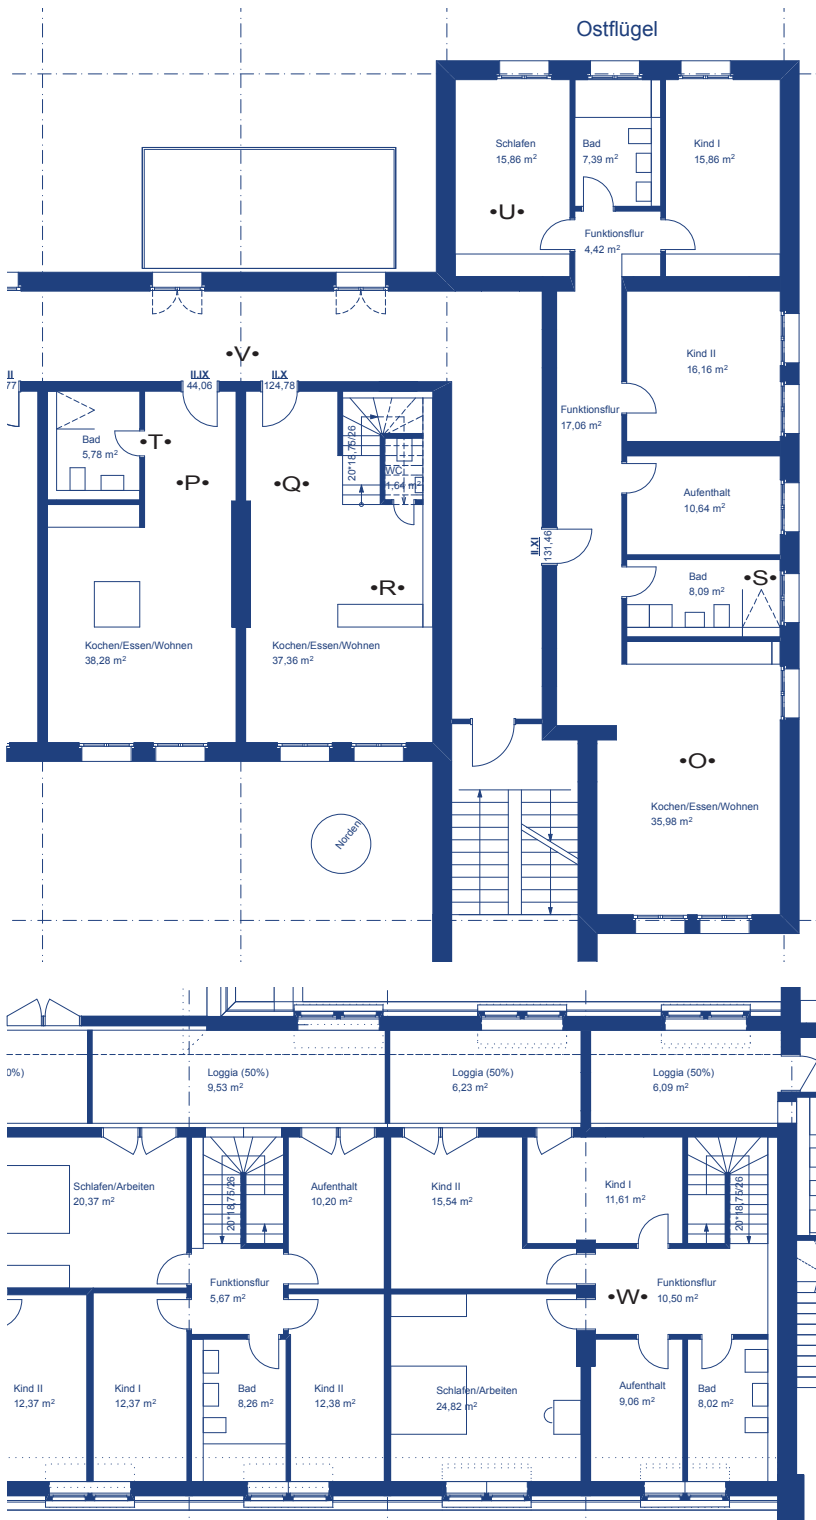 Ostflügel
Schlafen
15,86 m²
Bad
7,39 m²
Kind I
15,86 m²
•U•
Funktionsflur
4,42 m²
•V•
II
77
II.IX
44,06
II.X
124,78
Kind II
16,16 m²
Funktionsflur
17,06 m²
Bad
5,78 m²
•T•
20*18,75/26
WC
1,64 m²
•P•
•Q•
Aufenthalt
10,64 m²
II.XI
131,46
•R•
Bad
8,09 m²
•S•
Kochen/Essen/Wohnen
38,28 m²
Kochen/Essen/Wohnen
37,36 m²
•O•
Kochen/Essen/Wohnen
35,98 m²
Norden
0%)
Loggia (50%)
9,53 m²
Loggia (50%)
6,23 m²
Loggia (50%)
6,09 m²
Schlafen/Arbeiten
20,37 m²
20*18,75/26
Aufenthalt
10,20 m²
Kind II
15,54 m²
Kind I
11,61 m²
20*18,75/26
Funktionsflur
5,67 m²
•W•
Funktionsflur
10,50 m²
Kind II
12,37 m²
Kind I
12,37 m²
Bad
8,26 m²
Kind II
12,38 m²
Schlafen/Arbeiten
24,82 m²
Aufenthalt
9,06 m²
Bad
8,02 m²